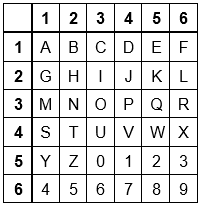 1 2 3 4 5 6
1 A B C D E F
2 G H I J K L
3 M N O P Q R
4 S T U V W X
5 Y Z 0 1 2 3
6 4 5 6 7 8 9